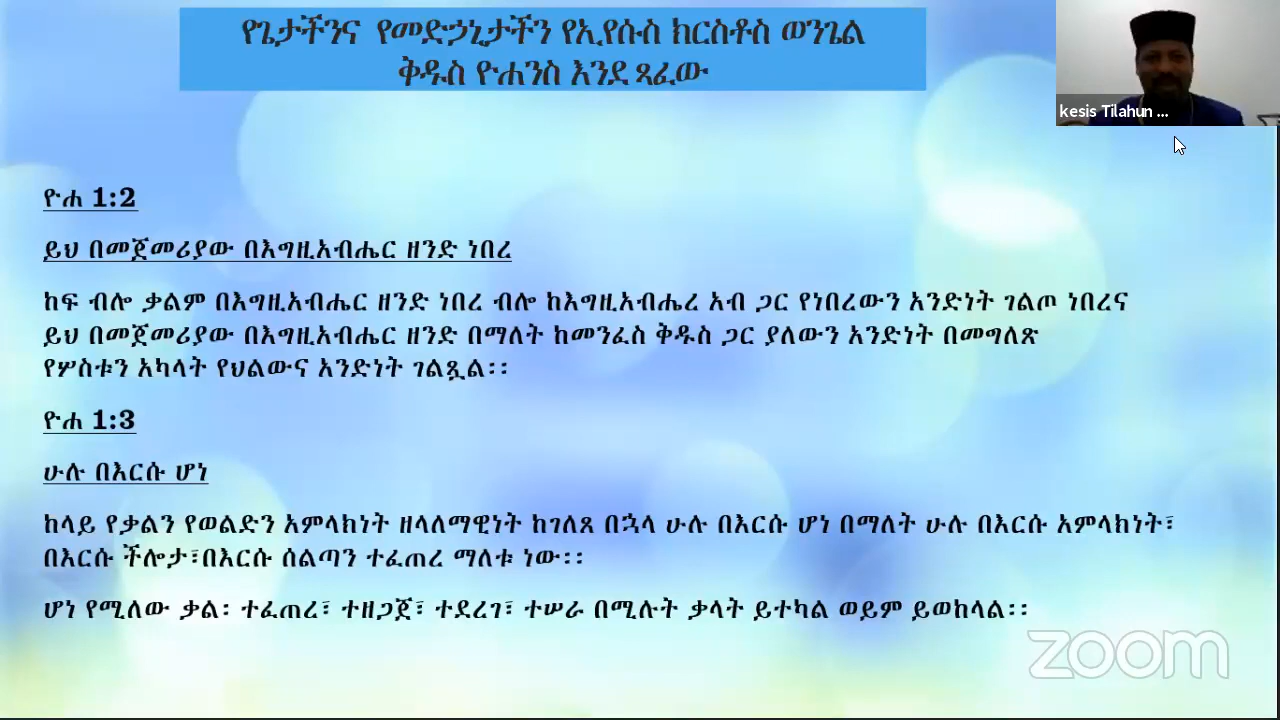 የጌታችንና የመድኃኒታችን የኢየሱስ ክርስቶስ ወንጌል
ቅዱስ ዮሐንስ እንደ ጻፈው
kesis Tilahun ...
ዮሐ 1:2
ይህ በመጀመሪያው በእግዚአብሔር ዘንድ ነበረ
ከፍ ብሎ ቃልም በእግዚአብሔር ዘንድ ነበረ ብሎ ከእግዚአብሔረ አብ ጋር የነበረውን አንድነት ገልጦ ነበረና
ይህ በመጀመሪያው በእግዚአብሔር ዘንድ በማለት ከመንፈስ ቅዱስ ጋር ያለውን አንድነት በመግለጽ
የሦስቱን አካላት የህልውና አንድነት ገልጿል፡፡
ዮሐ 1:3
ሁሉ በእርሱ ሆነ
ከላይ የቃልን የወልድን አምላክነት ዘላለማዊነት ከገለጸ በኋላ ሁሉ በእርሱ ሆነ በማለት ሁሉ በእርሱ አምላክነት፣
በእርሱ ችሎታ፣በእርሱ ሰልጣን ተፈጠረ ማለቱ ነው፡፡
ሆነ የሚለው ቃል፡ ተፈጠረ፣ ተዘጋጀ፣ ተደረገ፣ ተሠራ በሚሉት ቃላት ይተካል ወይም ይወከላል፡፡
zoom